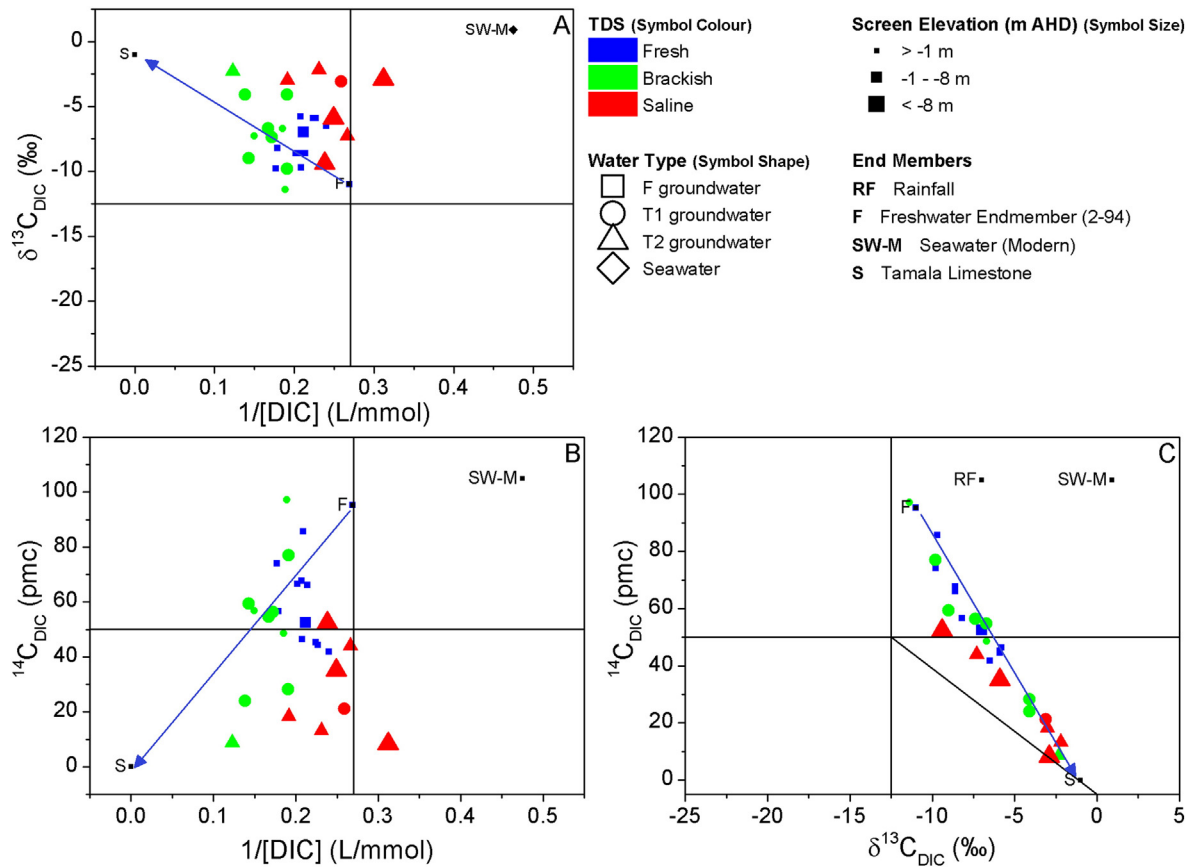 A
0
-5
-10
-15
-20
-25
δ¹³C_DIC (‰)
S
F
SW-M
0.0 0.1 0.2 0.3 0.4 0.5
1/[DIC] (L/mmol)
TDS (Symbol Colour)
Fresh
Brackish
Saline
Screen Elevation (m AHD) (Symbol Size)
> -1 m
-1 - -8 m
< -8 m
Water Type (Symbol Shape)
F groundwater
T1 groundwater
T2 groundwater
Seawater
End Members
RF Rainfall
F Freshwater Endmember (2-94)
SW-M Seawater (Modern)
S Tamala Limestone
B
120
100
80
60
40
20
0
¹⁴C_DIC (pmc)
SW-M
F
S
0.0 0.1 0.2 0.3 0.4 0.5
1/[DIC] (L/mmol)
C
120
100
80
60
40
20
0
¹⁴C_DIC (pmc)
RF
SW-M
F
S
-25 -20 -15 -10 -5 0 5
δ¹³C_DIC (‰)